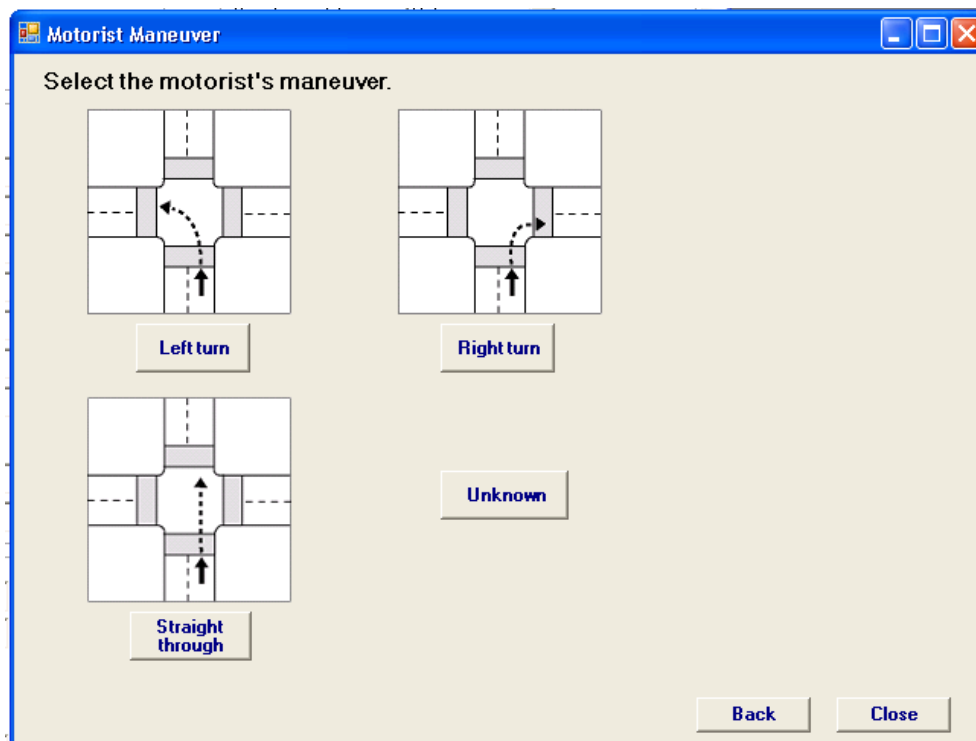 Motorist Maneuver
Select the motorist's maneuver.
Left turn
Right turn
Straight
through
Unknown
Back
Close